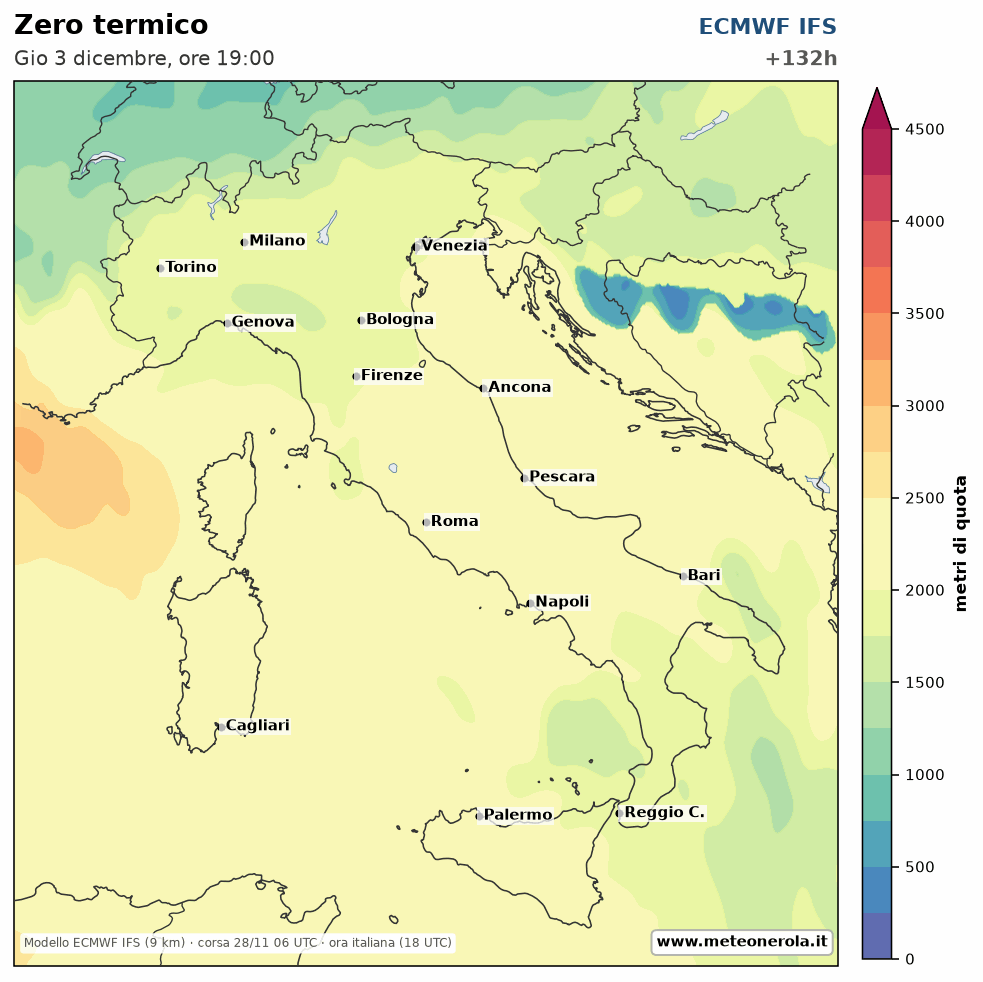 Zero termico
ECMWF IFS
Gio 3 dicembre, ore 19:00
+132h
Milano
Venezia
Torino
Genova
Bologna
Firenze
Ancona
Pescara
Roma
Bari
Napoli
Cagliari
Palermo
Reggio C.
4500
4000
3500
3000
2500
2000
1500
1000
500
0
metri di quota
Modello ECMWF IFS (9 km) · corsa 28/11 06 UTC · ora italiana (18 UTC)
www.meteonerola.it